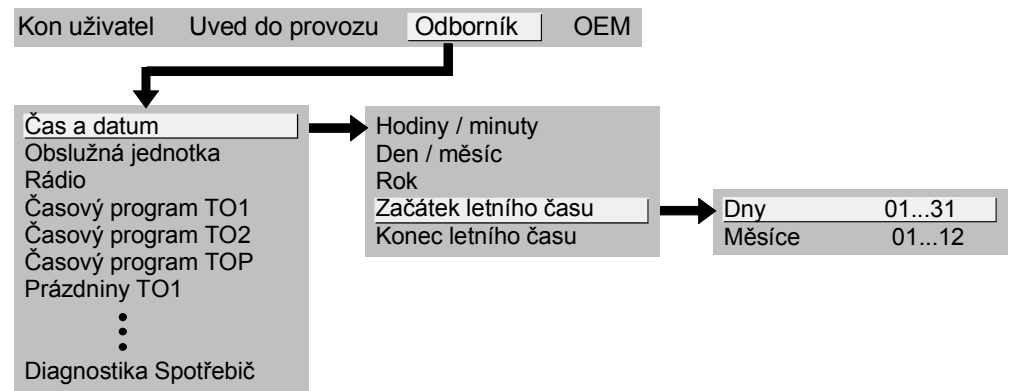 Kon uživatel Uved do provozu Odborník OEM
Čas a datum
Obslužná jednotka
Rádio
Časový program TO1
Časový program TO2
Časový program TOP
Prázdniny TO1
Diagnostika Spotřebič
Hodiny / minuty
Den / měsíc
Rok
Začátek letního času
Konec letního času
Dny 01...31
Měsíce 01...12